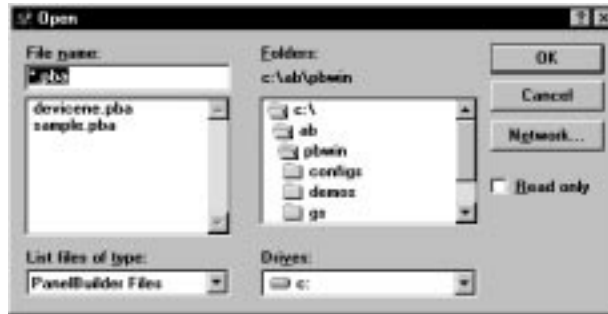 Open
File name:
*.pba
devicene.pba
sample.pba
List files of type:
PanelBuilder Files
Folders:
c:\ab\pbwin
c:\
ab
pbwin
configs
demos
gs
Drives:
c:
OK
Cancel
Network...
Read only